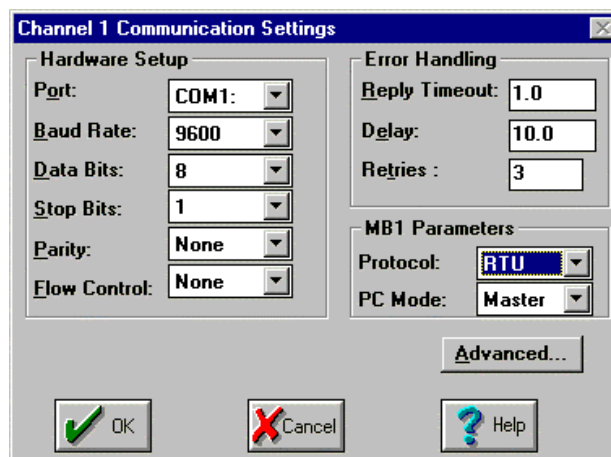 Channel 1 Communication Settings
Hardware Setup
Port: COM1:
Baud Rate: 9600
Data Bits: 8
Stop Bits: 1
Parity: None
Flow Control: None
Error Handling
Reply Timeout: 1.0
Delay: 10.0
Retries : 3
MB1 Parameters
Protocol: RTU
PC Mode: Master
Advanced...
OK
Cancel
Help